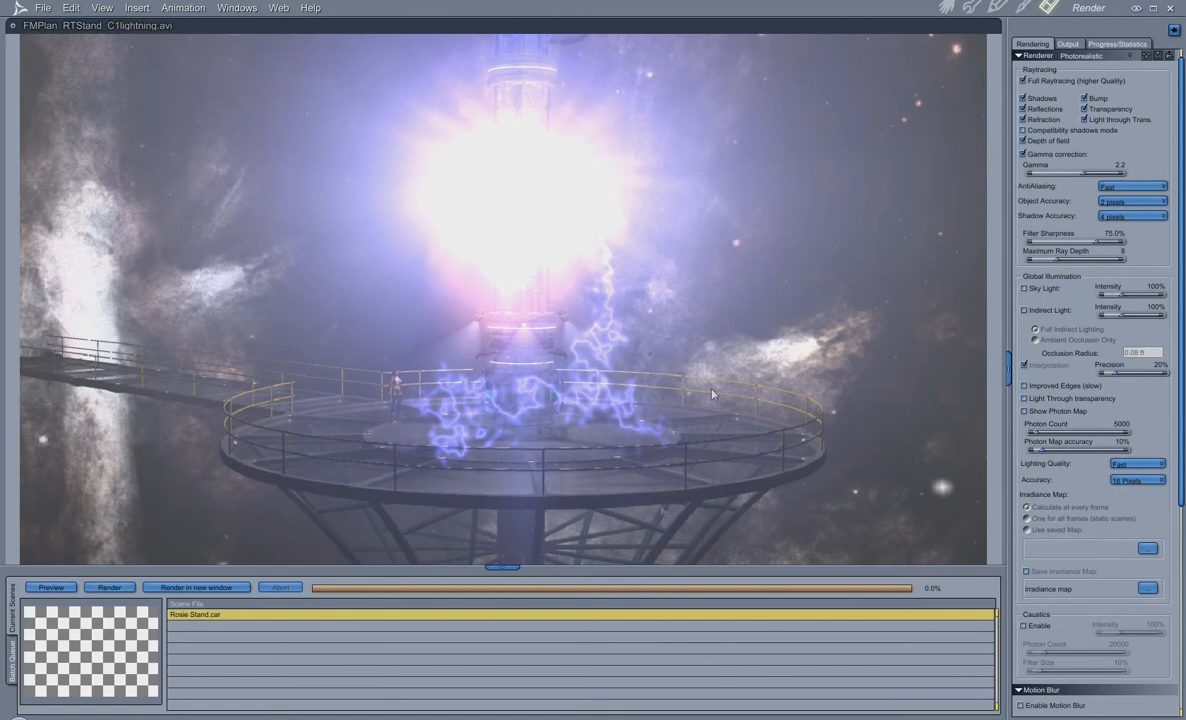 File Edit View Insert Animation Windows Web Help
Render
FMPlan_RTStand_C1lightning.avi
Rendering Output Progress/Statistics
Renderer Photorealistic
Raytracing
Full Raytracing (higher Quality)
Shadows Bump
Reflections Transparency
Refraction Light through Trans.
Compatibility shadows mode
Depth of field
Gamma correction:
Gamma 2.2
AntiAliasing: Fast
Object Accuracy: 2 pixels
Shadow Accuracy: 4 pixels
Filter Sharpness 75.0%
Maximum Ray Depth 8
Global Illumination
Sky Light: Intensity 100%
Indirect Light: Intensity 100%
Full Indirect Lighting
Ambient Occlusion Only
Occlusion Radius: 0.08 ft
Interpolation: Precision 20%
Improved Edges (slow)
Light Through transparency
Show Photon Map
Photon Count 5000
Photon Map accuracy 10%
Lighting Quality: Fast
Accuracy: 16 Pixels
Irradiance Map:
Calculate at every frame
One for all frames (static scenes)
Use saved Map:
...
Save irradiance Map
irradiance map ...
Caustics
Enable Intensity 100%
Photon Count 20000
Filter Size 10%
Motion Blur
Enable Motion Blur
Current Scenes
Batch Queue
Preview Render Render in new window Abort 0.0%
Scene File
Rosie Stand.car